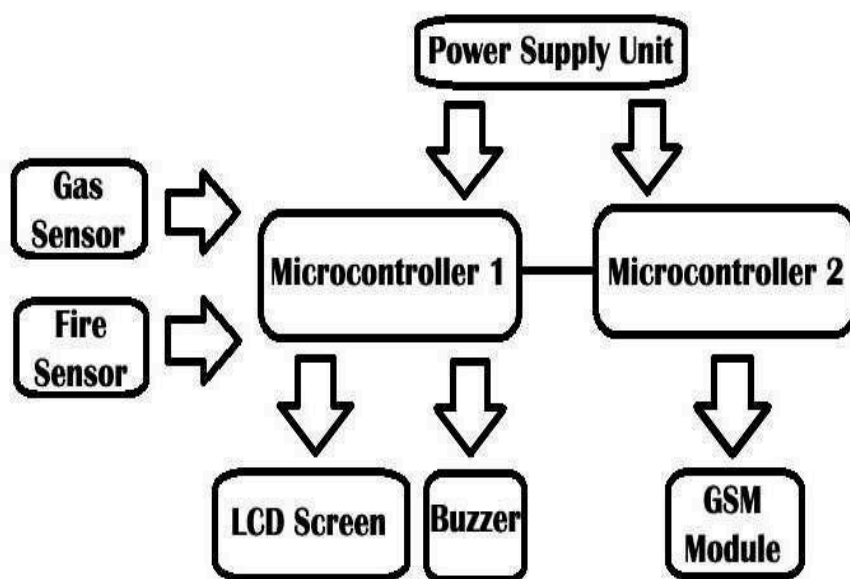 Power Supply Unit
Gas
Sensor
Microcontroller 1
Microcontroller 2
Fire
Sensor
LCD Screen
Buzzer
GSM
Module